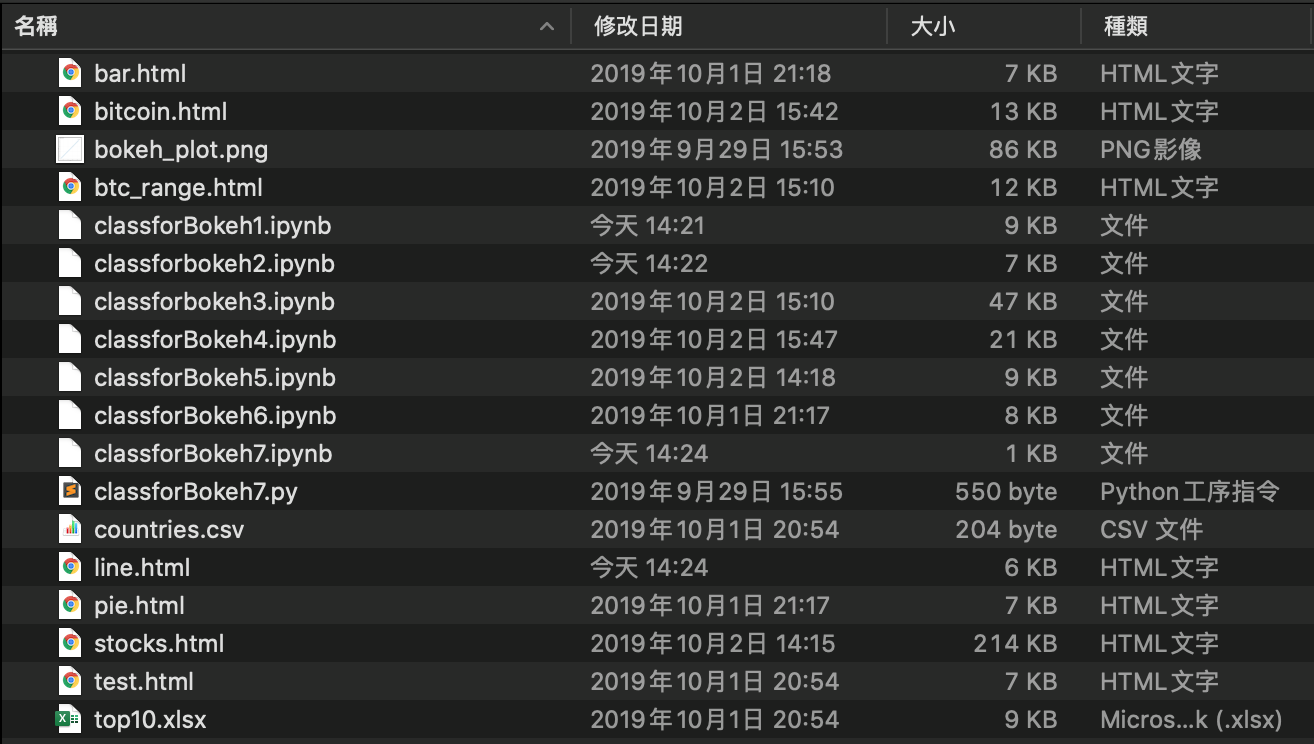 名稱 修改日期 大小 種類
bar.html 2019年10月1日 21:18 7 KB HTML文字
bitcoin.html 2019年10月2日 15:42 13 KB HTML文字
bokeh_plot.png 2019年9月29日 15:53 86 KB PNG影像
btc_range.html 2019年10月2日 15:10 12 KB HTML文字
classforBokeh1.ipynb 今天 14:21 9 KB 文件
classforbokeh2.ipynb 今天 14:22 7 KB 文件
classforbokeh3.ipynb 2019年10月2日 15:10 47 KB 文件
classforBokeh4.ipynb 2019年10月2日 15:47 21 KB 文件
classforBokeh5.ipynb 2019年10月2日 14:18 9 KB 文件
classforBokeh6.ipynb 2019年10月1日 21:17 8 KB 文件
classforBokeh7.ipynb 今天 14:24 1 KB 文件
classforBokeh7.py 2019年9月29日 15:55 550 byte Python工序指令
countries.csv 2019年10月1日 20:54 204 byte CSV 文件
line.html 今天 14:24 6 KB HTML文字
pie.html 2019年10月1日 21:17 7 KB HTML文字
stocks.html 2019年10月2日 14:15 214 KB HTML文字
test.html 2019年10月1日 20:54 7 KB HTML文字
top10.xlsx 2019年10月1日 20:54 9 KB Micros...k (.xlsx)